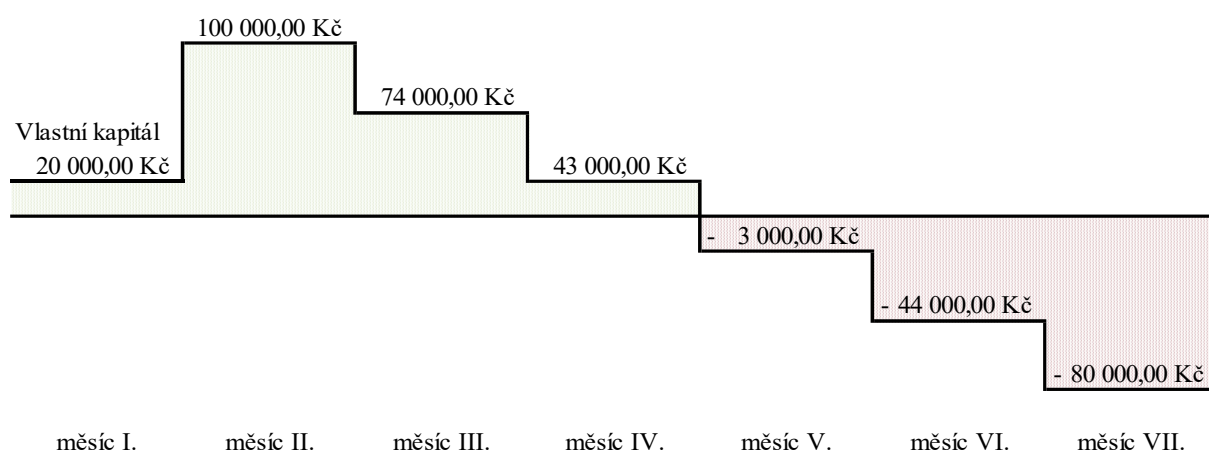 100 000,00 Kč
74 000,00 Kč
Vlastní kapitál
20 000,00 Kč
43 000,00 Kč
- 3 000,00 Kč
- 44 000,00 Kč
- 80 000,00 Kč
měsíc I. měsíc II. měsíc III. měsíc IV. měsíc V. měsíc VI. měsíc VII.